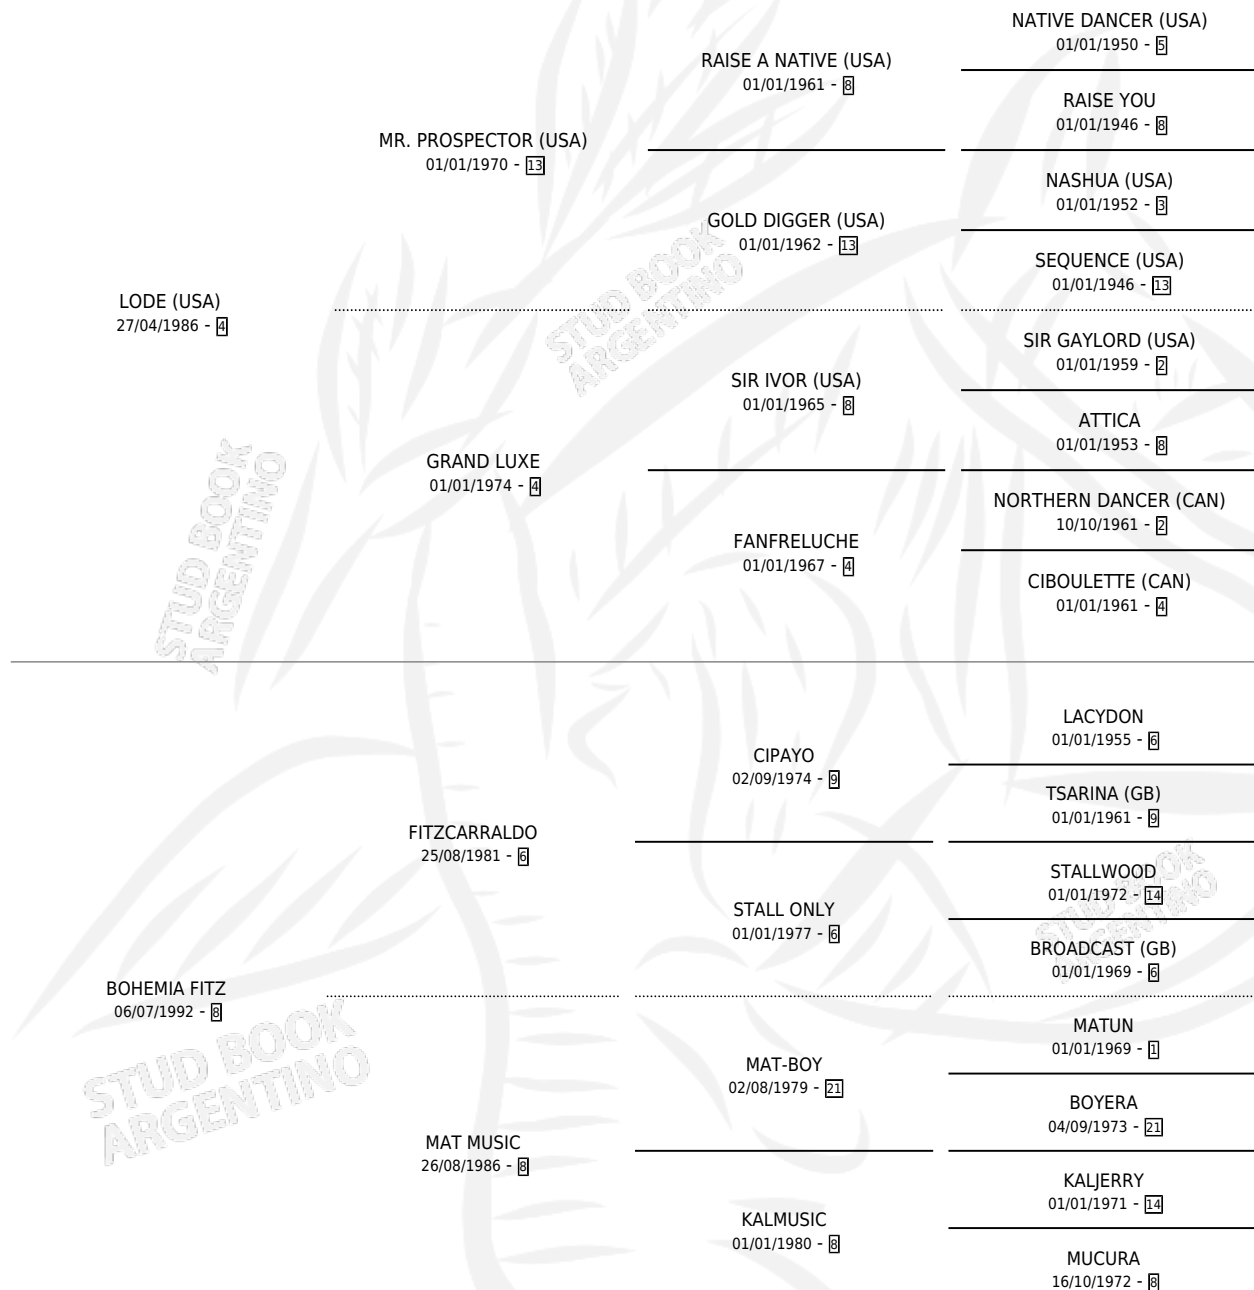 NATIVE DANCER (USA)
01/01/1950 - 5
RAISE A NATIVE (USA)
01/01/1961 - 8
RAISE YOU
01/01/1946 - 8
MR. PROSPECTOR (USA)
01/01/1970 - 13
NASHUA (USA)
01/01/1952 - 3
GOLD DIGGER (USA)
01/01/1962 - 13
SEQUENCE (USA)
01/01/1946 - 13
LODE (USA)
27/04/1986 - 4
STUD BOOK
ARGENTINO
SIR GAYLORD (USA)
01/01/1959 - 2
SIR IVOR (USA)
01/01/1965 - 8
ATTICA
01/01/1953 - 8
GRAND LUXE
01/01/1974 - 4
NORTHERN DANCER (CAN)
10/10/1961 - 2
FANFRELUCHE
01/01/1967 - 4
CIBOULETTE (CAN)
01/01/1961 - 4
STUD BOOK
ARGENTINO
LACYDON
01/01/1955 - 6
CIPAYO
02/09/1974 - 9
TSARINA (GB)
01/01/1961 - 9
FITZCARRALDO
25/08/1981 - 6
STALLWOOD
01/01/1972 - 14
STALL ONLY
01/01/1977 - 6
BROADCAST (GB)
01/01/1969 - 6
STUD BOOK
ARGENTINO
BOHEMIA FITZ
06/07/1992 - 8
STUD BOOK
ARGENTINO
MATUN
01/01/1969 - 1
MAT-BOY
02/08/1979 - 21
BOYERA
04/09/1973 - 21
MAT MUSIC
26/08/1986 - 8
KALJERRY
01/01/1971 - 14
KALMUSIC
01/01/1980 - 8
MUCURA
16/10/1972 - 8